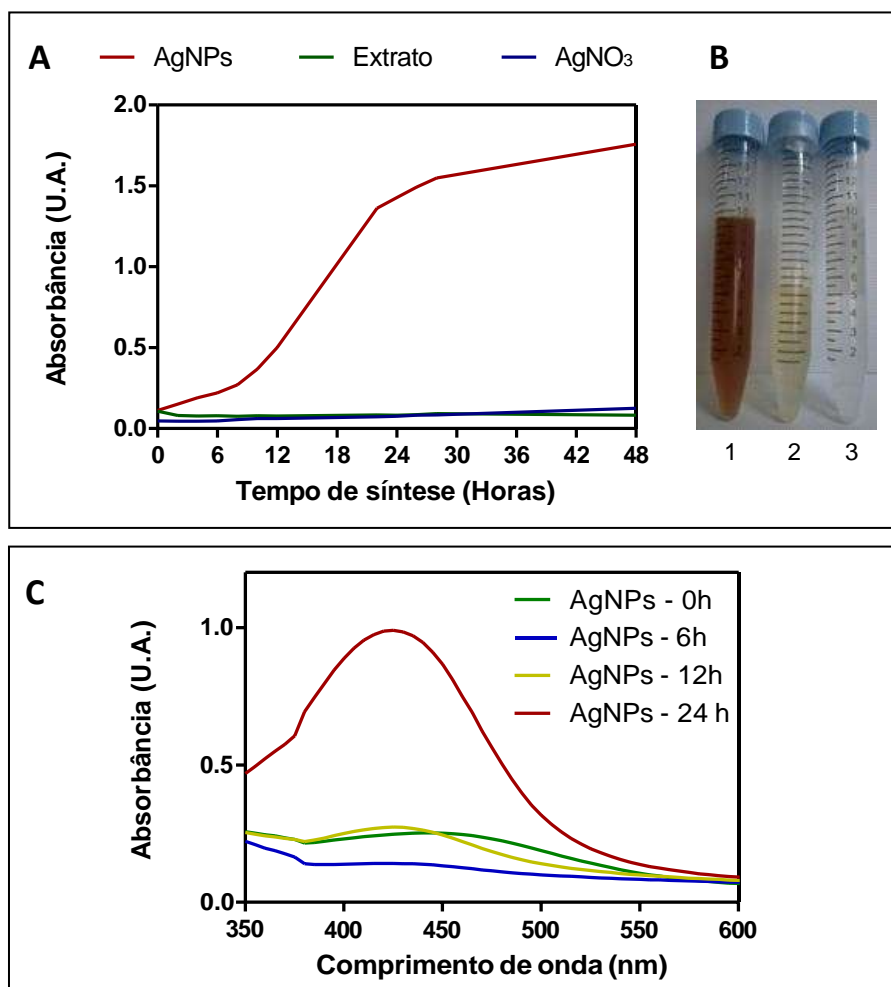 A
AgNPs Extrato AgNO₃
B
2.0
1.5
1.0
0.5
0.0
Absorbância (U.A.)
0 6 12 18 24 30 36 42 48
Tempo de síntese (Horas)
1 2 3
C
AgNPs - 0h
AgNPs - 6h
AgNPs - 12h
AgNPs - 24 h
1.0
0.5
0.0
Absorbância (U.A.)
350 400 450 500 550 600
Comprimento de onda (nm)